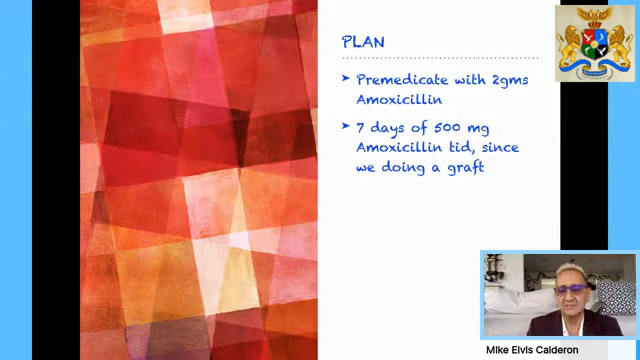 PLAN
➤ Premedicate with 2gms
Amoxicillin
➤ 7 days of 500 mg
Amoxicillin tid, since
we doing a graft
Mike Elvis Calderon